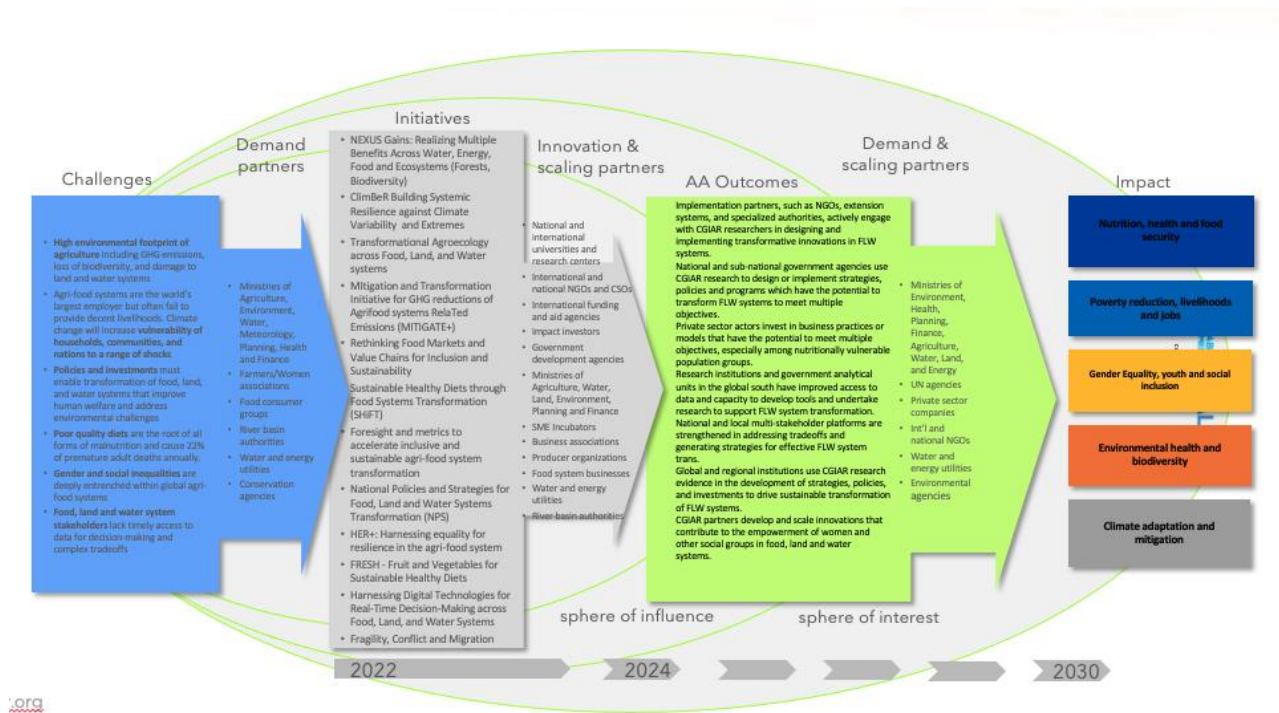 Challenges
• High environmental footprint of
agriculture including GHG emissions,
loss of biodiversity, and damage to
land and water systems
• Agri-food systems are the world's
largest employer but often fail to
provide decent livelihoods. Climate
change will increase vulnerability of
households, communities, and
nations to a range of shocks
• Policies and investments must
enable transformation of food, land,
and water systems that improve
human welfare and address
environmental challenges
• Poor quality diets are the root of all
forms of malnutrition and cause 22%
of premature adult deaths annually.
• Gender and social inequalities are
deeply entrenched within global agri-
food systems
• Food, land and water system
stakeholders lack timely access to
data for decision-making and
complex tradeoffs
Demand
partners
• Ministries of
Agriculture,
Environment,
Water,
Meteorology,
Planning, Health
and Finance
• Farmers/Women
associations
• Food consumer
groups
• River basin
authorities
• Water and energy
utilities
• Conservation
agencies
Initiatives
• NEXUS Gains: Realizing Multiple
Benefits Across Water, Energy,
Food and Ecosystems (Forests,
Biodiversity)
• ClimBeR Building Systemic
Resilience against Climate
Variability and Extremes
• Transformational Agroecology
across Food, Land, and Water
systems
• MItigation and Transformation
Initiative for GHG reductions of
Agrifood systems RelaTed
Emissions (MITIGATE+)
• Rethinking Food Markets and
Value Chains for Inclusion and
Sustainability
Sustainable Healthy Diets through
Food Systems Transformation
(SHiFT)
• Foresight and metrics to
accelerate inclusive and
sustainable agri-food system
transformation
• National Policies and Strategies for
Food, Land and Water Systems
Transformation (NPS)
• HER+: Harnessing equality for
resilience in the agri-food system
• FRESH - Fruit and Vegetables for
Sustainable Healthy Diets
• Harnessing Digital Technologies for
Real-Time Decision-Making across
Food, Land, and Water Systems
• Fragility, Conflict and Migration
Innovation &
scaling partners
• National and
international
universities and
research centers
• International and
national NGOs and CSOs
• International funding
and aid agencies
• Impact investors
• Government
development agencies
• Ministries of
Agriculture, Water,
Land, Environment,
Planning and Finance
• SME Incubators
• Business associations
• Producer organizations
• Food system businesses
• Water and energy
utilities
• River basin authorities
AA Outcomes
Implementation partners, such as NGOs, extension
systems, and specialized authorities, actively engage
with CGIAR researchers in designing and
implementing transformative innovations in FLW
systems.
National and sub-national government agencies use
CGIAR research to design or implement strategies,
policies and programs which have the potential to
transform FLW systems to meet multiple
objectives.
Private sector actors invest in business practices or
models that have the potential to meet multiple
objectives, especially among nutritionally vulnerable
population groups.
Research institutions and government analytical
units in the global south have improved access to
data and capacity to develop tools and undertake
research to support FLW system transformation.
National and local multi-stakeholder platforms are
strengthened in addressing tradeoffs and
generating strategies for effective FLW system
trans.
Global and regional institutions use CGIAR research
evidence in the development of strategies, policies,
and investments to drive sustainable transformation
of FLW systems.
CGIAR partners develop and scale innovations that
contribute to the empowerment of women and
other social groups in food, land and water
systems.
Demand &
scaling partners
• Ministries of
Environment,
Health,
Planning,
Finance,
Agriculture,
Water, Land,
and Energy
• UN agencies
• Private sector
companies
• Int'l and
national NGOs
• Water and
energy utilities
• Environmental
agencies
Impact
Nutrition, health and food
security
Poverty reduction, livelihoods
and jobs
Gender Equality, youth and social
inclusion
Environmental health and
biodiversity
Climate adaptation and
mitigation
sphere of influence
sphere of interest
2022
2024
2030
.org